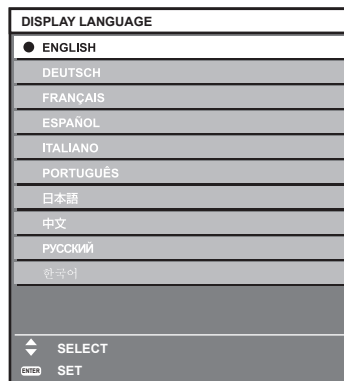 DISPLAY LANGUAGE
ENGLISH
DEUTSCH
FRANÇAIS
ESPAÑOL
ITALIANO
PORTUGUÊS
日本語
中文
РУССКИЙ
한국어
SELECT
ENTER SET